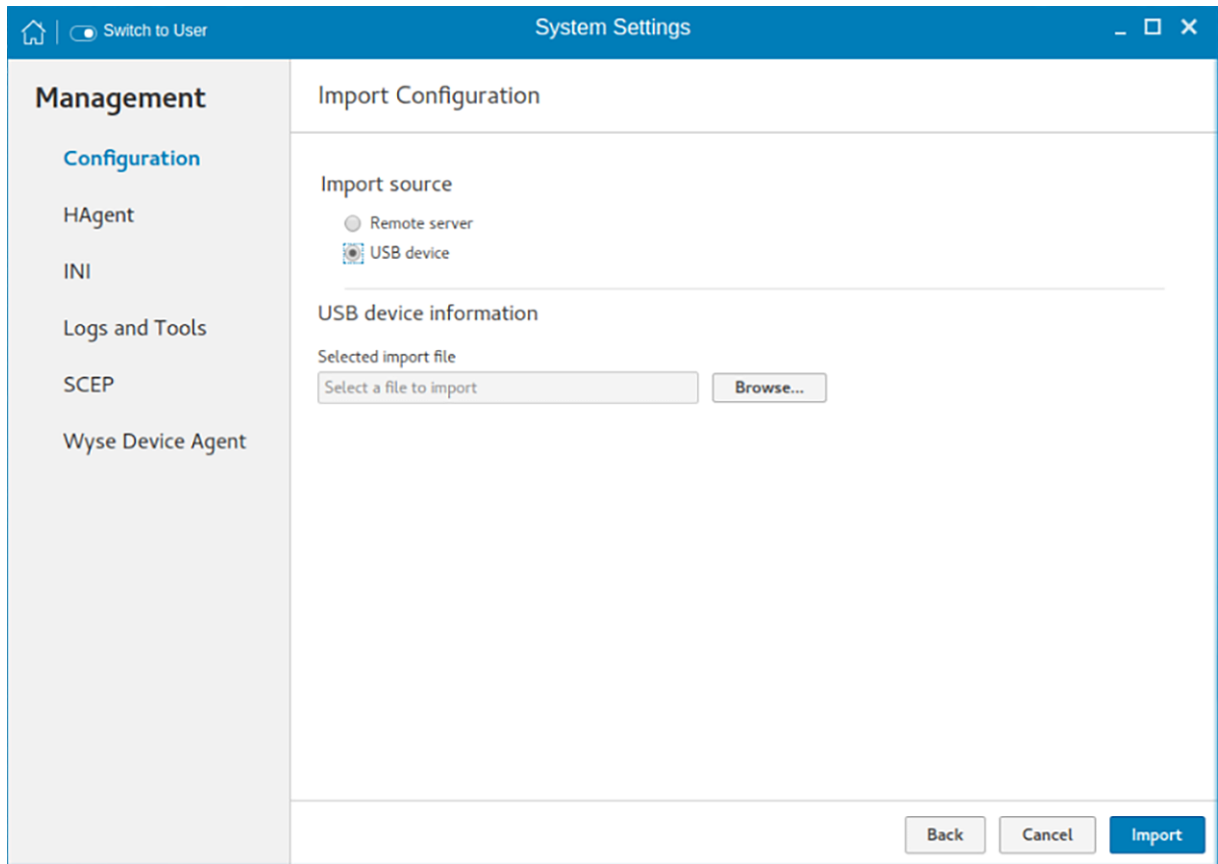 Switch to User
System Settings
Management
Configuration
HAgent
INI
Logs and Tools
SCEP
Wyse Device Agent
Import Configuration
Import source
Remote server
USB device
USB device information
Selected import file
Select a file to import
Browse...
Back
Cancel
Import